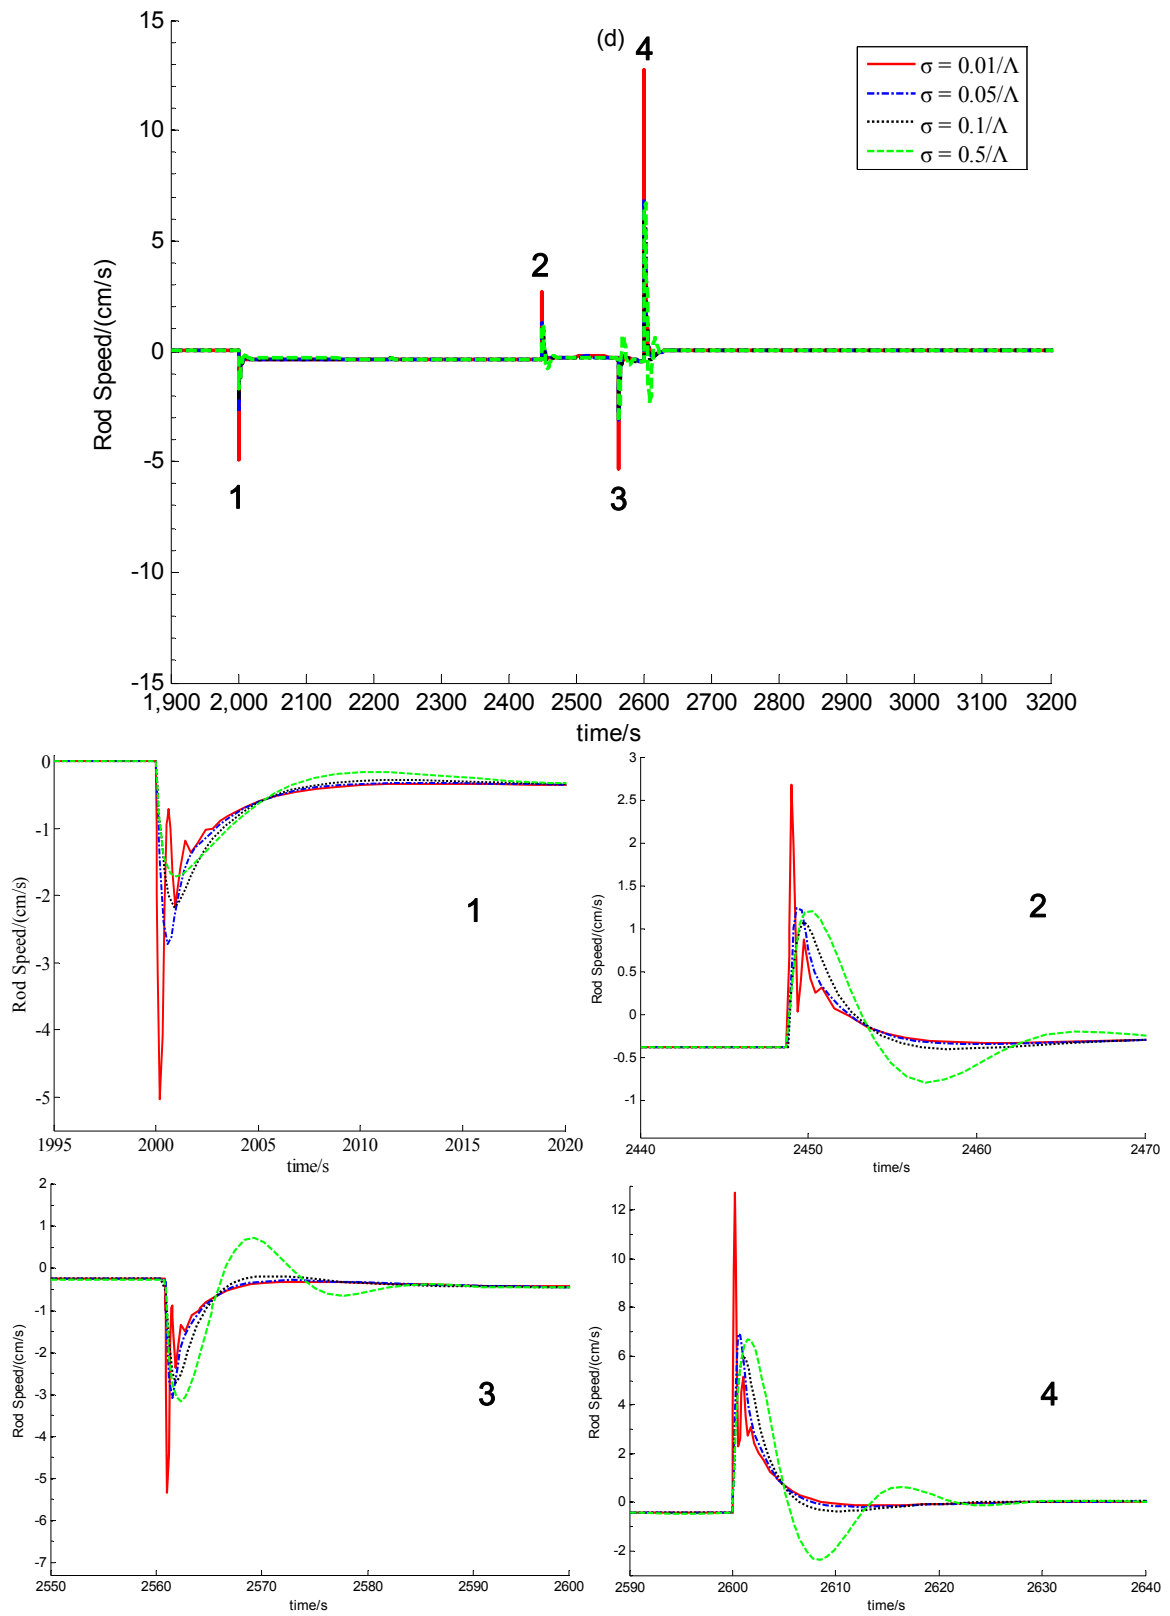 (d)
15
10
5
0
-5
-10
-15
Rod Speed/(cm/s)
1
2
3
4
σ = 0.01/Λ
σ = 0.05/Λ
σ = 0.1/Λ
σ = 0.5/Λ
1,900 2,000 2100 2200 2300 2400 2500 2600 2700 2800 2900 3000 3100 3200
time/s
0
-1
-2
-3
-4
-5
Rod Speed/(cm/s)
1
1995 2000 2005 2010 2015 2020
time/s
3
2.5
2
1.5
1
0.5
0
-0.5
-1
Rod Speed/(cm/s)
2
2440 2450 2460 2470
time/s
2
1
0
-1
-2
-3
-4
-5
-6
-7
Rod Speed/(cm/s)
3
2550 2560 2570 2580 2590 2600
time/s
12
10
8
6
4
2
0
-2
Rod Speed/(cm/s)
4
2590 2600 2610 2620 2630 2640
time/s